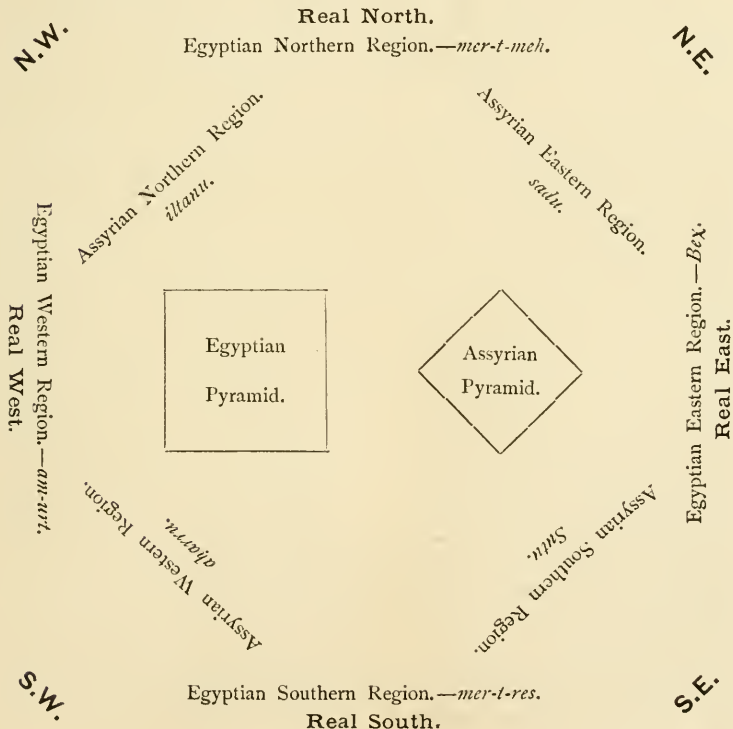 Real North.
Egyptian Northern Region.—mer-t-meh.
N.W.
N.E.
Assyrian Northern Region.
iltanu.
Assyrian Eastern Region.
sadu.
Egyptian Western Region.—am-urt.
Real West.
Egyptian
Pyramid.
Assyrian
Pyramid.
Egyptian Eastern Region.—Beχ.
Real East.
Assyrian Western Region.
aharru.
Assyrian Southern Region.
Sutu.
S.W.
S.E.
Egyptian Southern Region.—mer-t-res.
Real South.